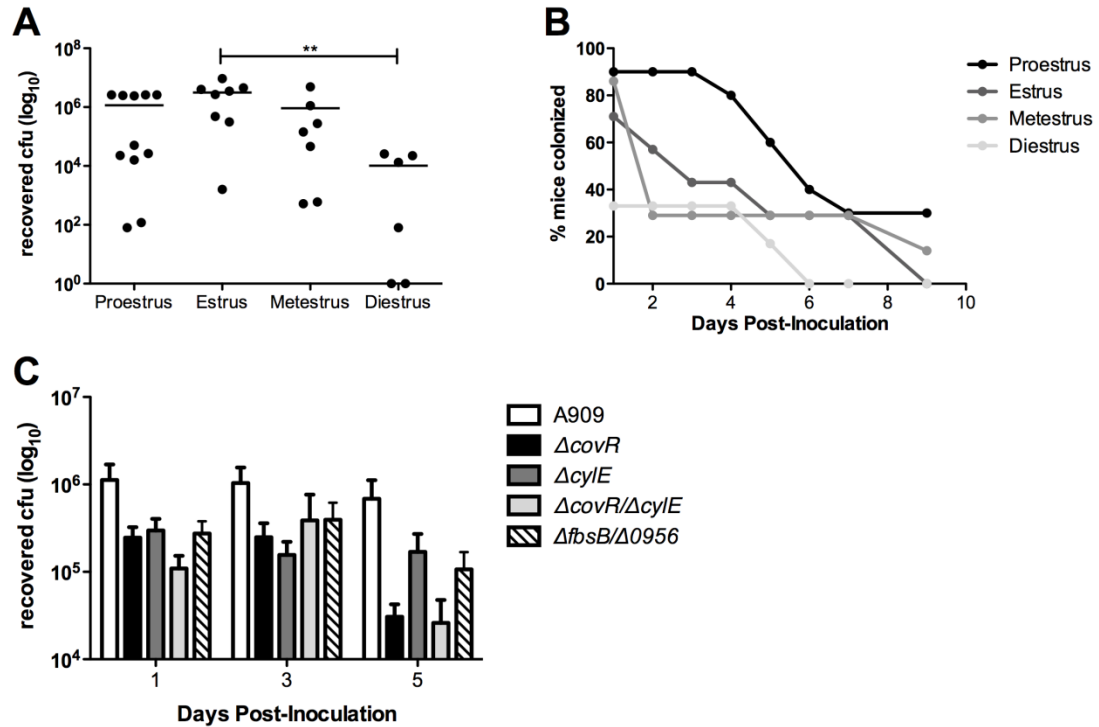 A
B
recovered cfu (log10)
10^8
10^6
10^4
10^2
10^0
**
Proestrus
Estrus
Metestrus
Diestrus
% mice colonized
100
80
60
40
20
0
2
4
6
8
10
Days Post-Inoculation
Proestrus
Estrus
Metestrus
Diestrus
C
recovered cfu (log10)
10^7
10^6
10^5
10^4
1
3
5
Days Post-Inoculation
A909
ΔcovR
ΔcylE
ΔcovR/ΔcylE
ΔfbsB/Δ0956